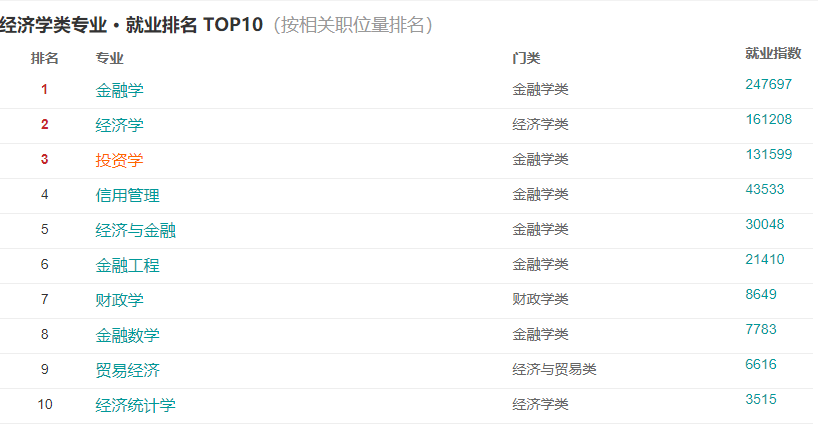 经济学类专业·就业排名 TOP10（按相关职位量排名）
排名 专业 门类 就业指数
1 金融学 金融学类 247697
2 经济学 经济学类 161208
3 投资学 金融学类 131599
4 信用管理 金融学类 43533
5 经济与金融 金融学类 30048
6 金融工程 金融学类 21410
7 财政学 财政学类 8649
8 金融数学 金融学类 7783
9 贸易经济 经济与贸易类 6616
10 经济统计学 经济学类 3515